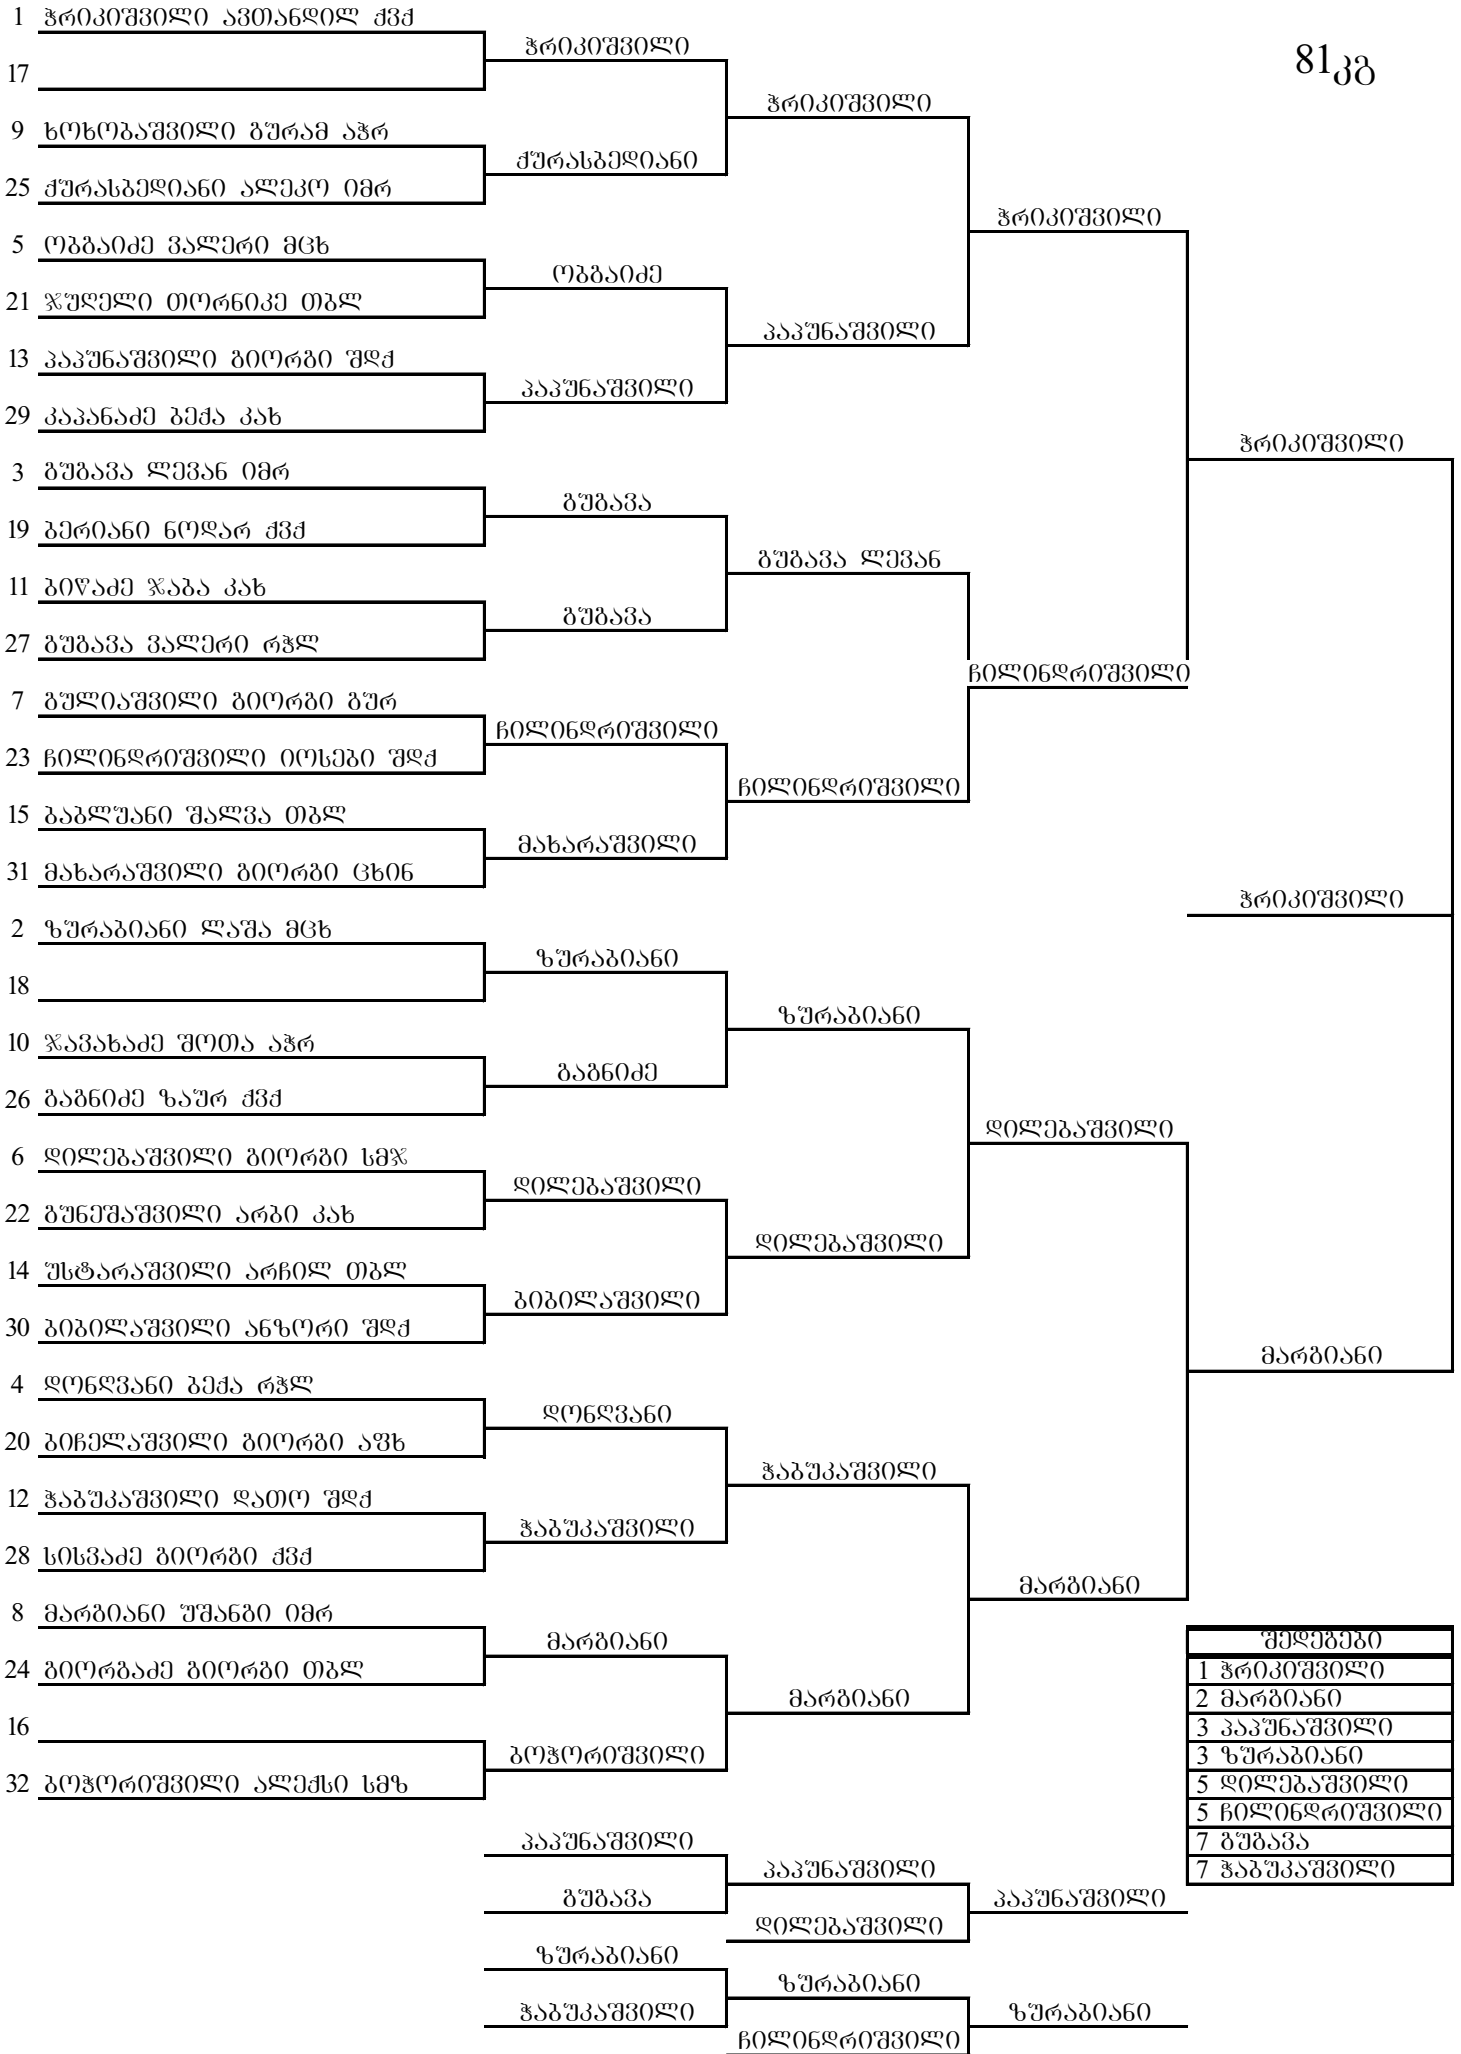 81კგ
1 ჭრიკიშვილი ავთანდილ ქვქ
17
9 ხოხობაშვილი გურამ აჭრ
25 ქურასბედიანი ალეკო იმრ
5 ობგაიძე ვალერი მცხ
21 ჯუღელი თორნიკე თბლ
13 პაპუნაშვილი გიორგი შდქ
29 კაპანაძე ბექა კახ
3 გუგავა ლევან იმრ
19 ბერიანი ნოდარ ქვქ
11 ბიწაძე ჯაბა კახ
27 გუგავა ვალერი რჭლ
7 გულიაშვილი გიორგი გურ
23 ჩილინდრიშვილი იოსები შდქ
15 ბაბლუანი შალვა თბლ
31 მახარაშვილი გიორგი ცხინ
2 ზურაბიანი ლაშა მცხ
18
10 ჯავახაძე შოთა აჭრ
26 გაგნიძე ზაურ ქვქ
6 დილებაშვილი გიორგი სმჯ
22 გუნეშაშვილი არბი კახ
14 უსტარაშვილი არჩილ თბლ
30 ბიბილაშვილი ანზორი შდქ
4 დონღვანი ბექა რჭლ
20 ბიჩელაშვილი გიორგი აფხ
12 ჭაბუკაშვილი დათო შდქ
28 სისვაძე გიორგი ქვქ
8 მარგიანი უშანგი იმრ
24 გიორგაძე გიორგი თბლ
16
32 ბოჭორიშვილი ალექსი სმზ
ჭრიკიშვილი
ქურასბედიანი
ობგაიძე
პაპუნაშვილი
გუგავა
გუგავა
ჩილინდრიშვილი
მახარაშვილი
ზურაბიანი
გაგნიძე
დილებაშვილი
ბიბილაშვილი
დონღვანი
ჭაბუკაშვილი
მარგიანი
ბოჭორიშვილი
ჭრიკიშვილი
პაპუნაშვილი
გუგავა ლევან
ჩილინდრიშვილი
ზურაბიანი
დილებაშვილი
ჭაბუკაშვილი
მარგიანი
ჭრიკიშვილი
ჩილინდრიშვილი
დილებაშვილი
მარგიანი
ჭრიკიშვილი
მარგიანი
ჭრიკიშვილი
პაპუნაშვილი
გუგავა
პაპუნაშვილი
დილებაშვილი
პაპუნაშვილი
ზურაბიანი
ჭაბუკაშვილი
ზურაბიანი
ჩილინდრიშვილი
ზურაბიანი
შედეგები
1 ჭრიკიშვილი
2 მარგიანი
3 პაპუნაშვილი
3 ზურაბიანი
5 დილებაშვილი
5 ჩილინდრიშვილი
7 გუგავა
7 ჭაბუკაშვილი